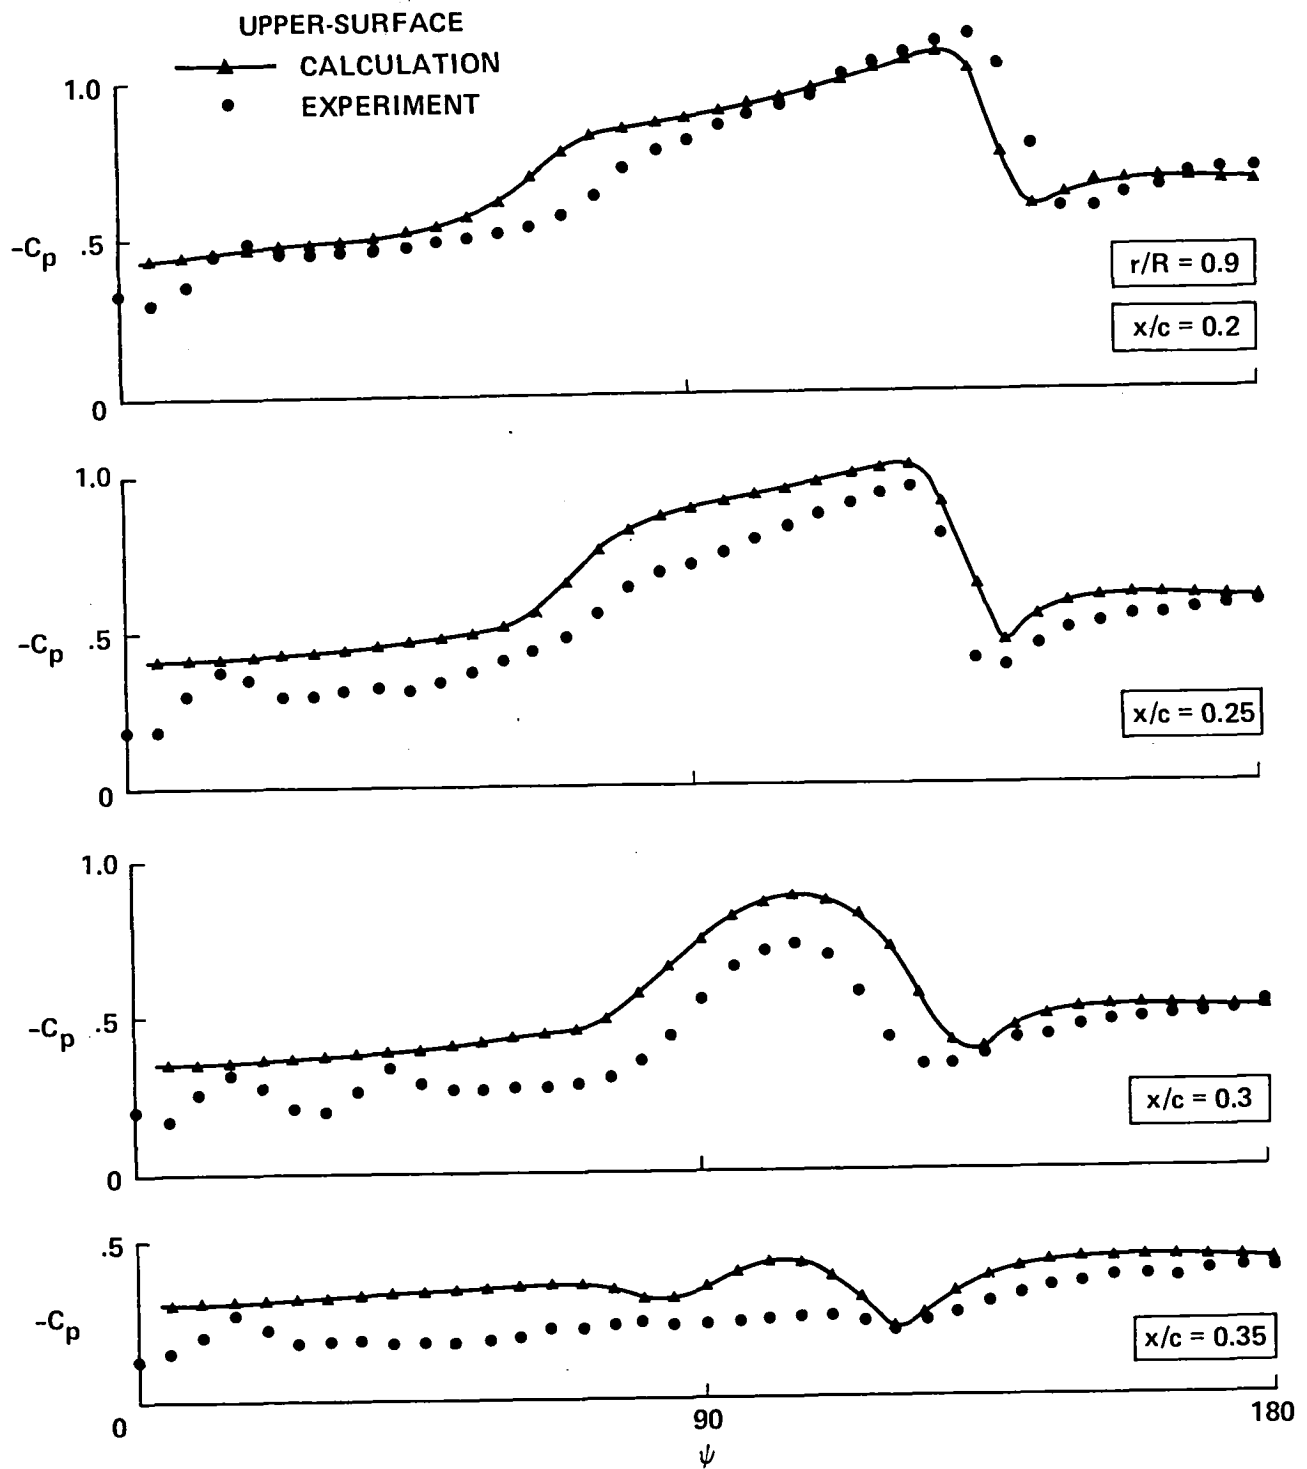 UPPER-SURFACE
CALCULATION
EXPERIMENT
1.0
-Cp .5
0
r/R = 0.9
x/c = 0.2
1.0
-Cp .5
0
x/c = 0.25
1.0
-Cp .5
0
x/c = 0.3
.5
-Cp
x/c = 0.35
0 90 180
ψ